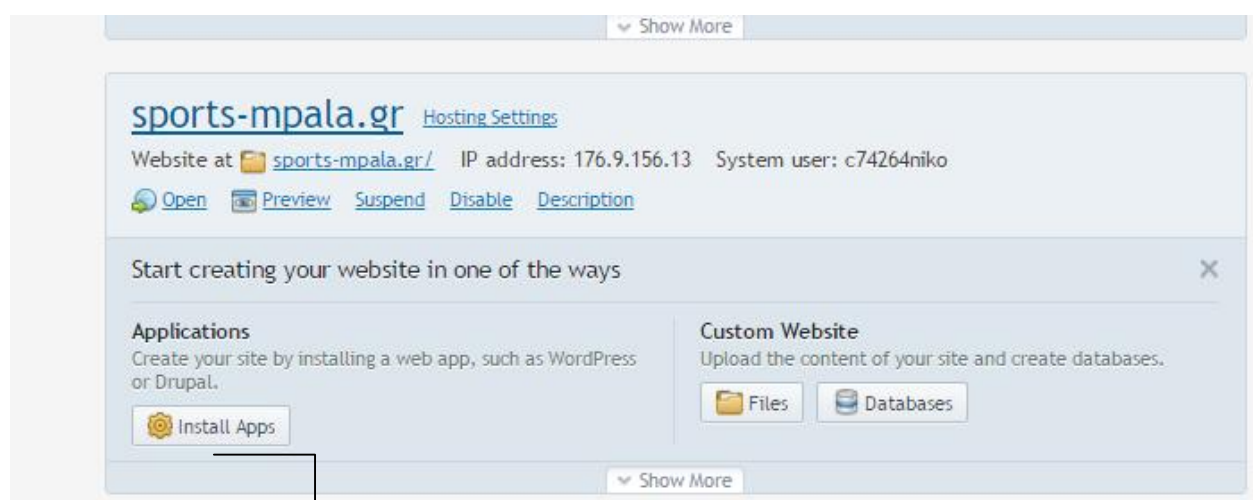 Show More
sports-mpala.gr Hosting Settings
Website at sports-mpala.gr/ IP address: 176.9.156.13 System user: c74264niko
Open Preview Suspend Disable Description
Start creating your website in one of the ways
Applications
Create your site by installing a web app, such as WordPress
or Drupal.
Install Apps
Custom Website
Upload the content of your site and create databases.
Files Databases
Show More